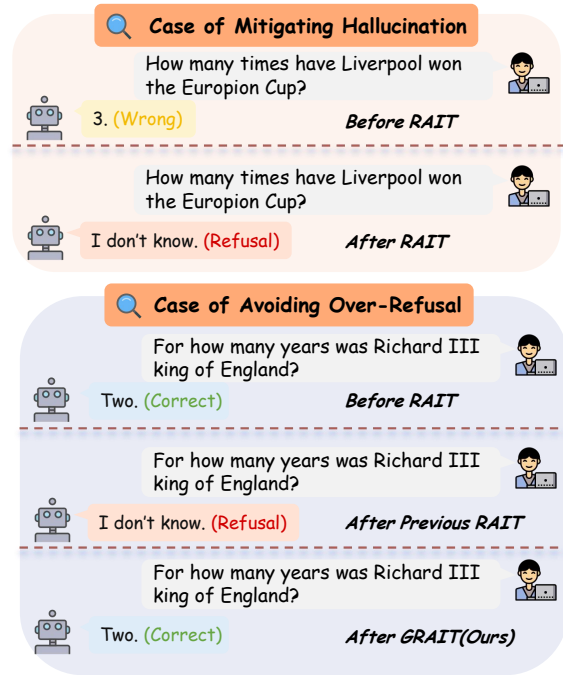 Case of Mitigating Hallucination
How many times have Liverpool won
the Europion Cup?
3. (Wrong)
Before RAIT
How many times have Liverpool won
the Europion Cup?
I don't know. (Refusal)
After RAIT
Case of Avoiding Over-Refusal
For how many years was Richard III
king of England?
Two. (Correct)
Before RAIT
For how many years was Richard III
king of England?
I don't know. (Refusal)
After Previous RAIT
For how many years was Richard III
king of England?
Two. (Correct)
After GRAIT(Ours)